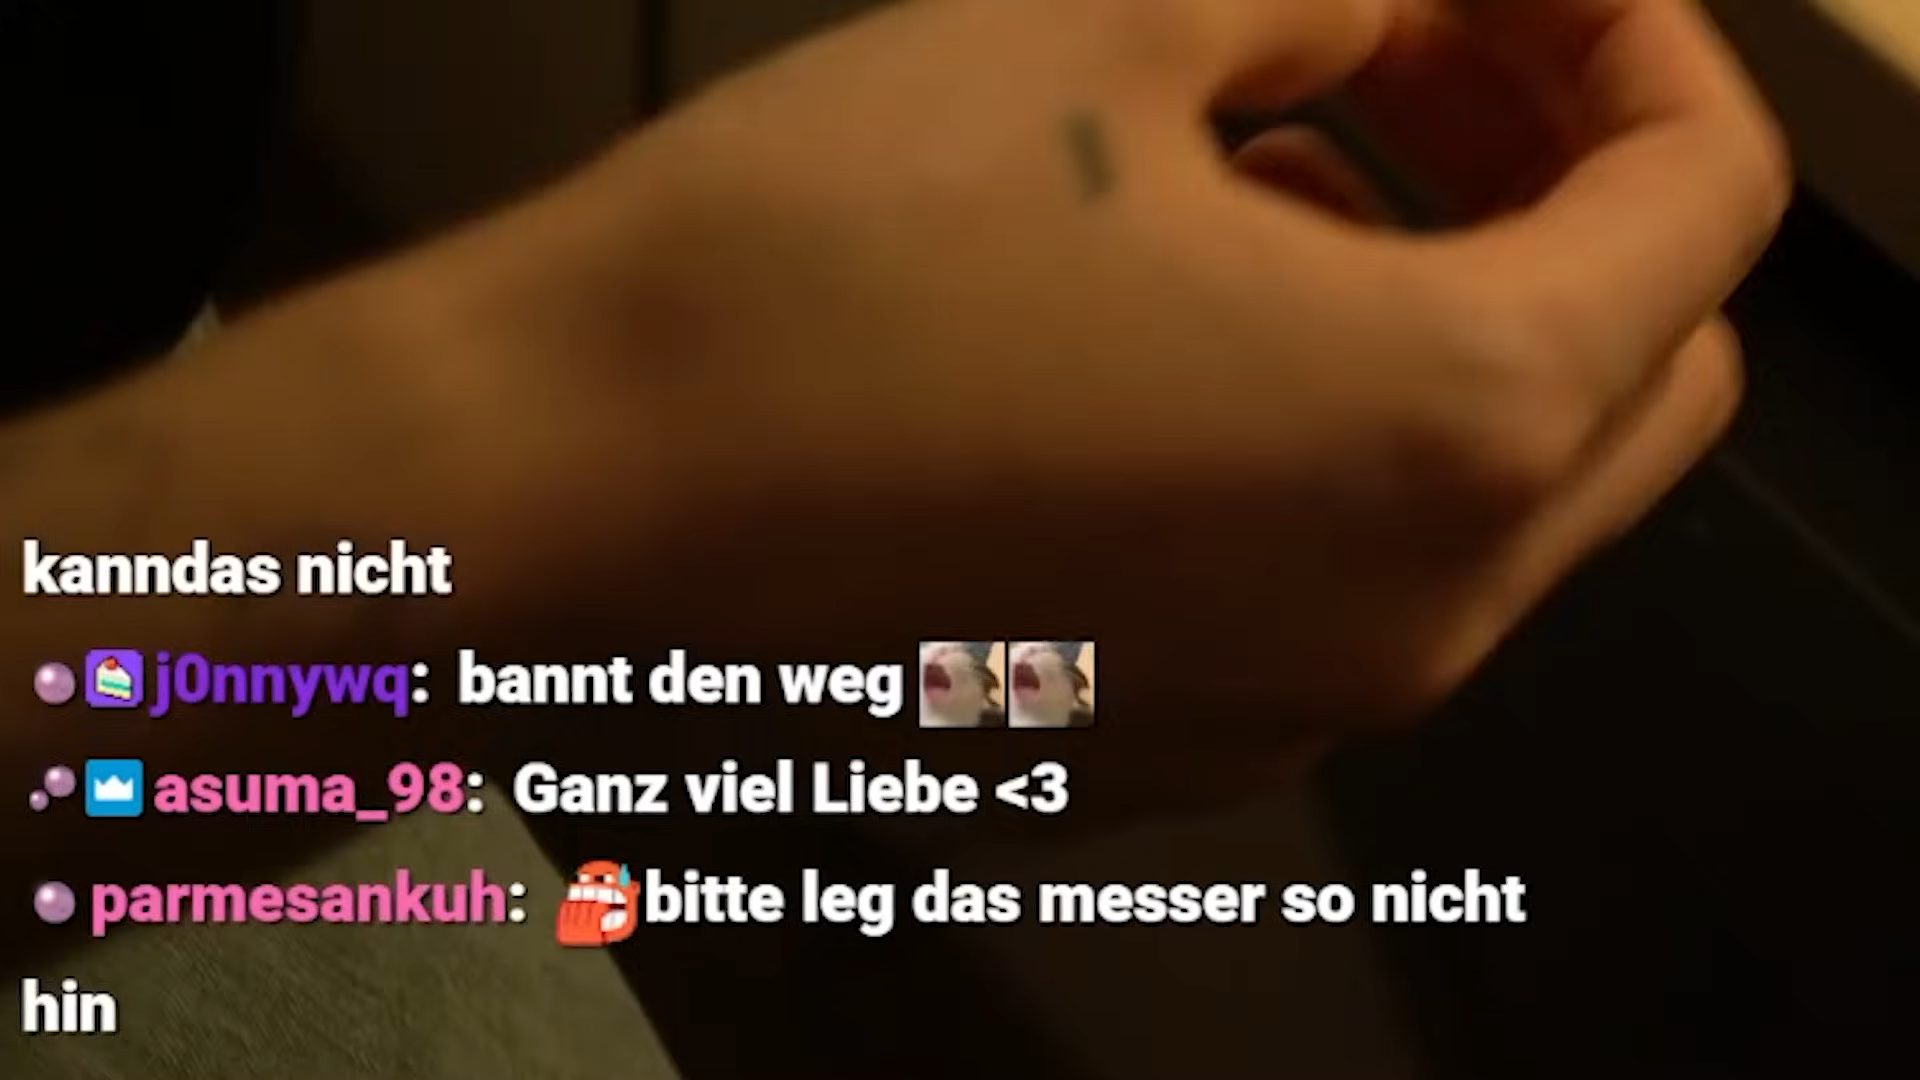 kanndas nicht
j0nnywq: bannt den weg
asuma_98: Ganz viel Liebe <3
parmesankuh: bitte leg das messer so nicht
hin